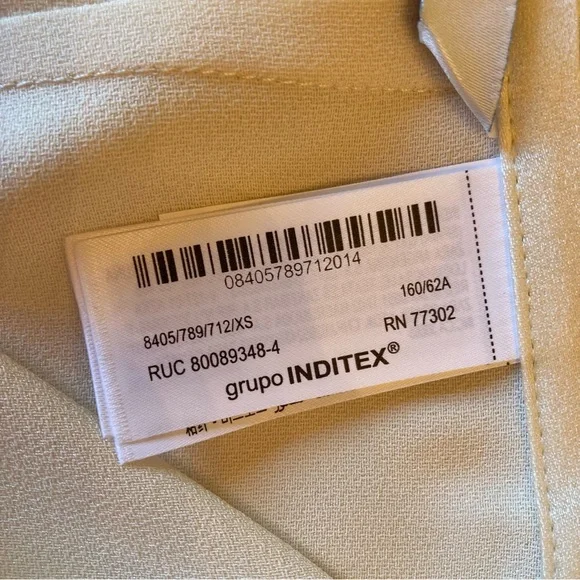 08405789712014
160/62A
8405/789/712/XS
RN 77302
RUC 80089348-4
grupo INDITEX®